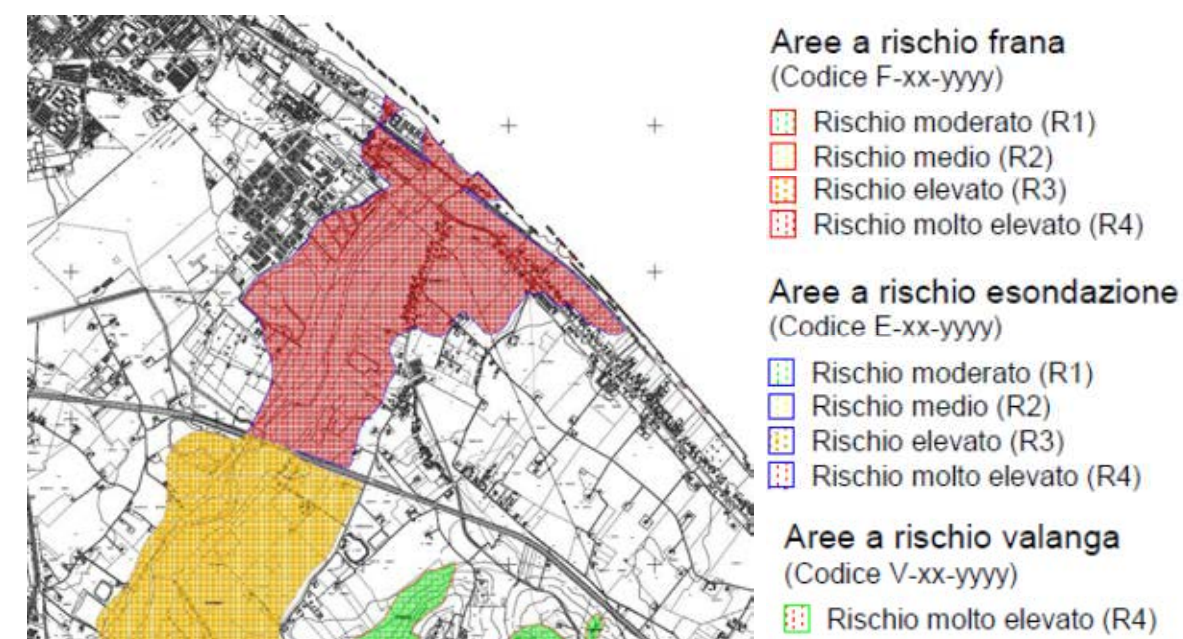 Aree a rischio frana
(Codice F-xx-yyyy)
Rischio moderato (R1)
Rischio medio (R2)
Rischio elevato (R3)
Rischio molto elevato (R4)
Aree a rischio esondazione
(Codice E-xx-yyyy)
Rischio moderato (R1)
Rischio medio (R2)
Rischio elevato (R3)
Rischio molto elevato (R4)
Aree a rischio valanga
(Codice V-xx-yyyy)
Rischio molto elevato (R4)